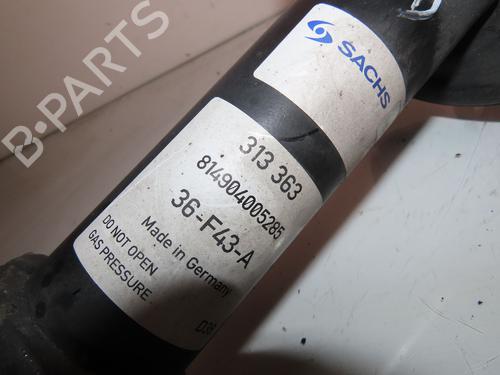 B-PARTS
SACHS
313 363
814904005285
36-F43-A
Made in Germany
DO NOT OPEN
GAS PRESSURE